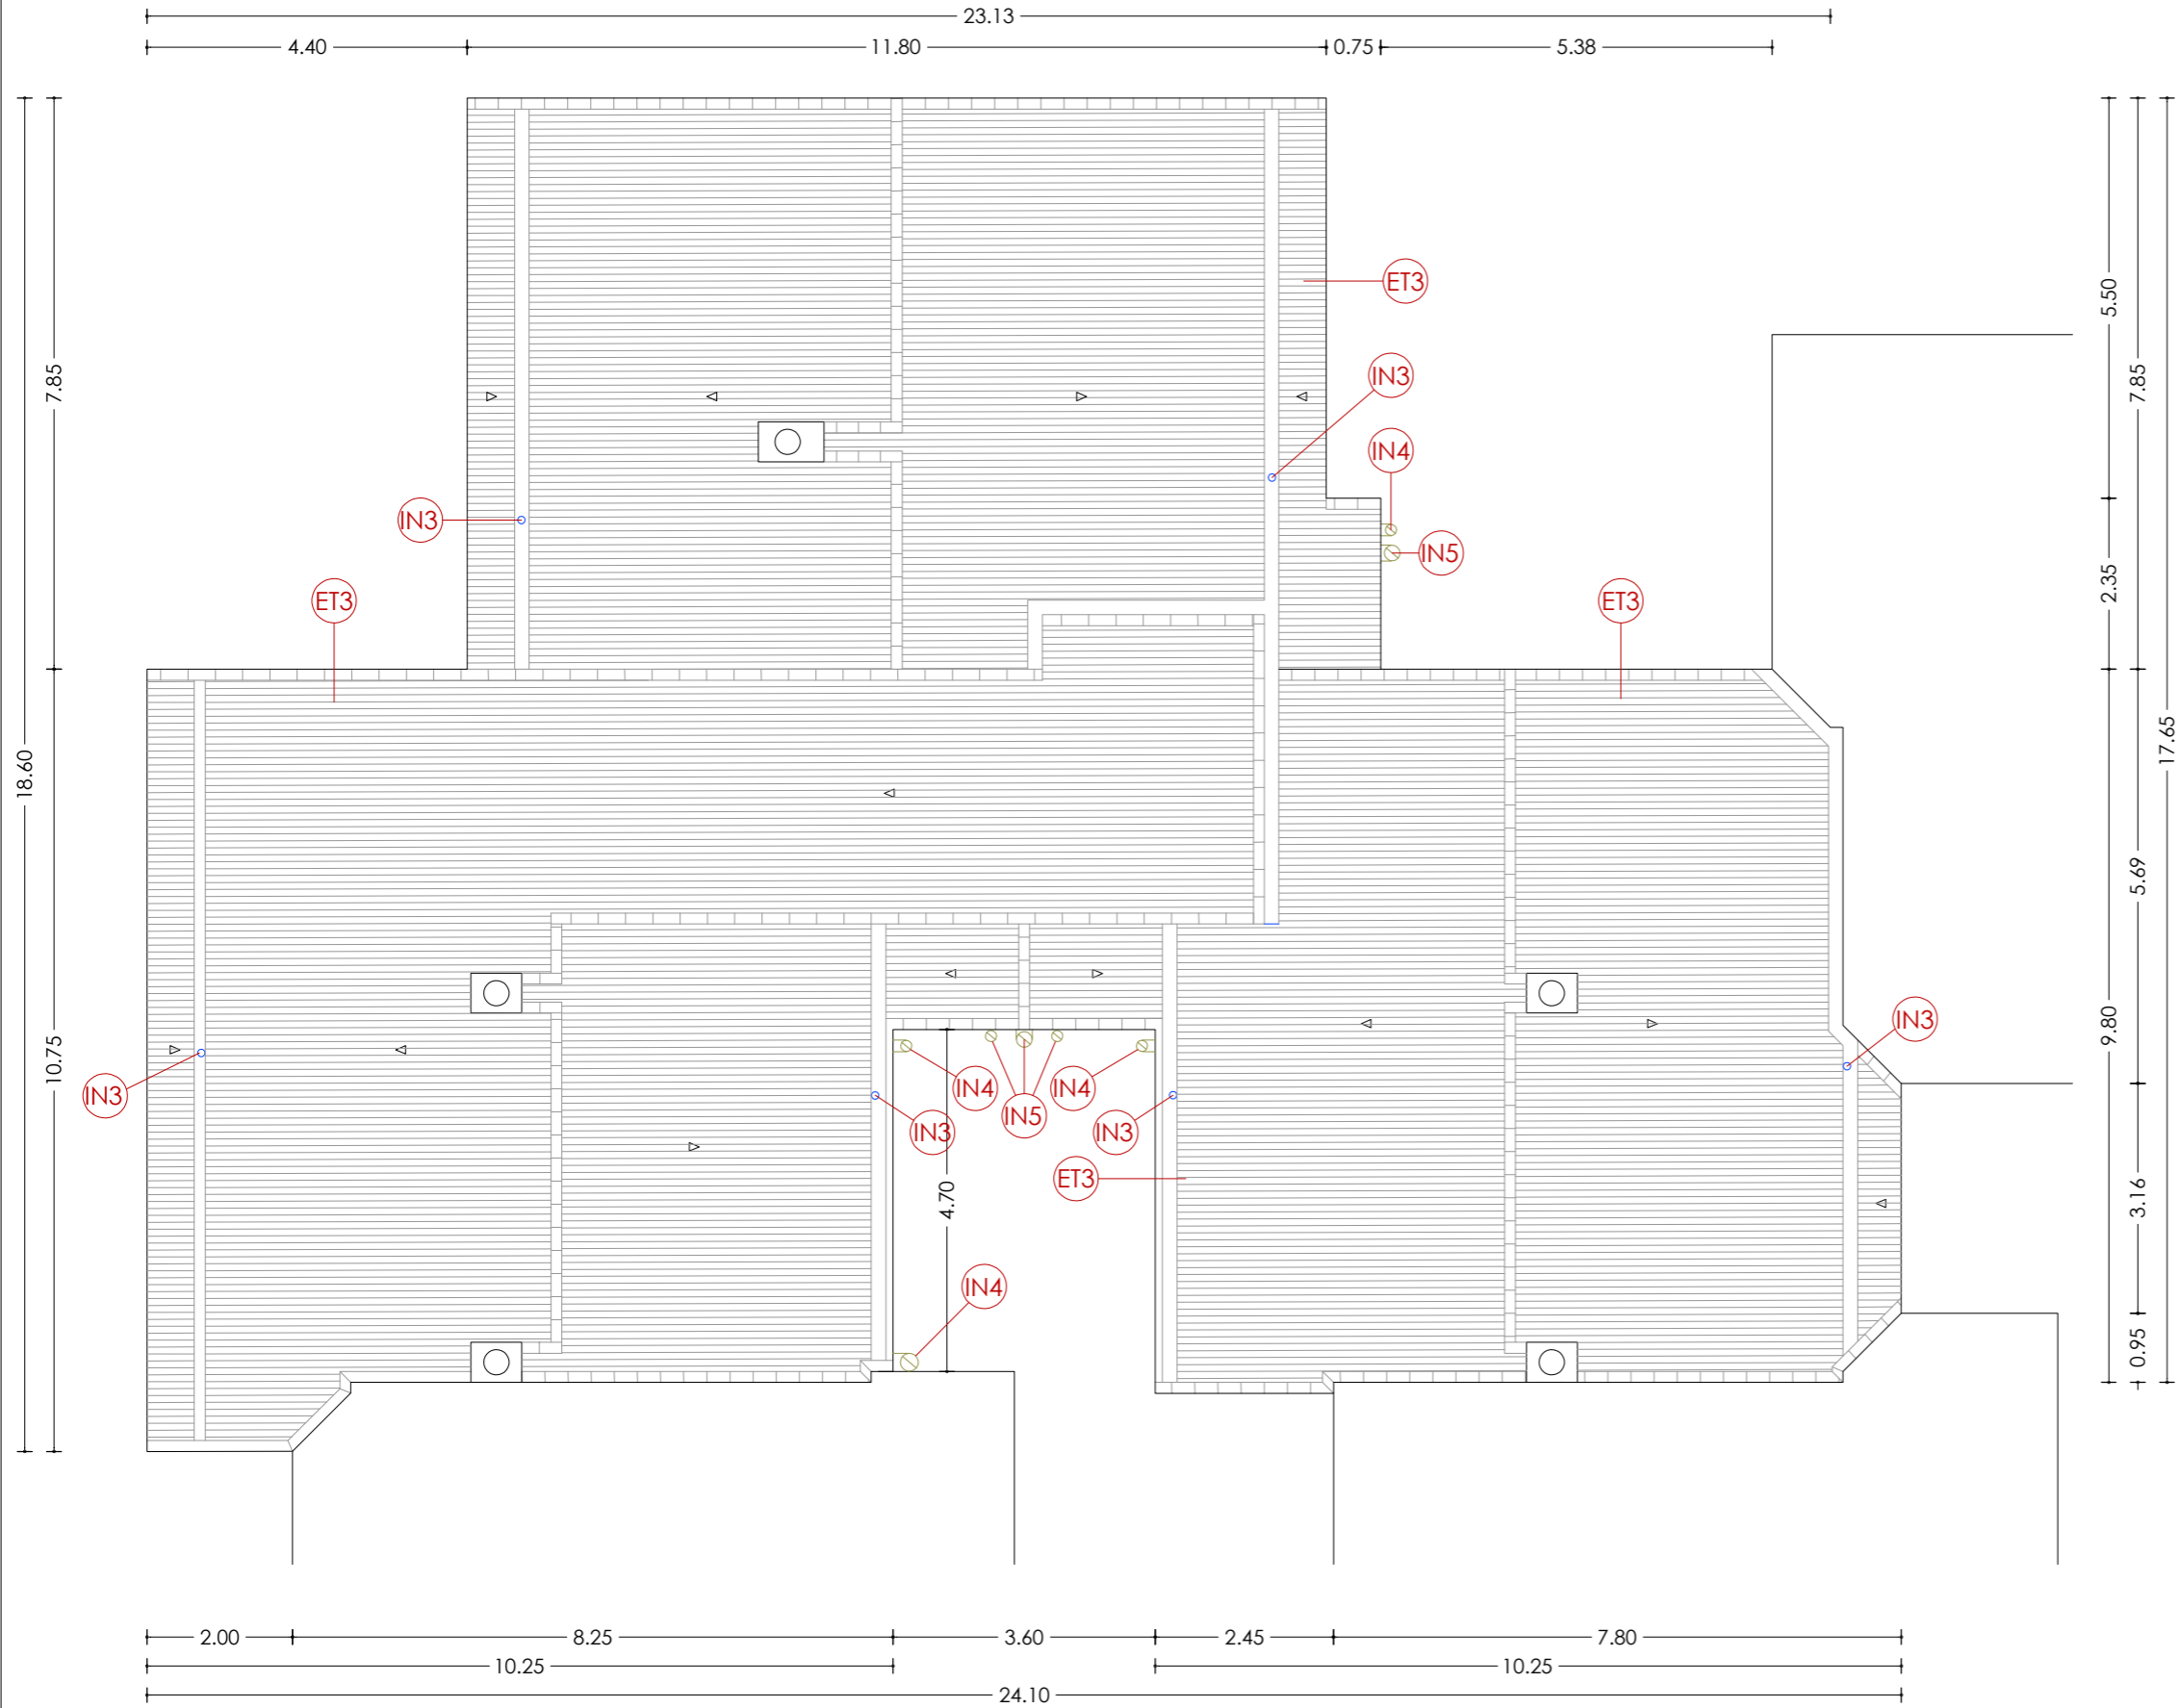 23.13
4.40 11.80 0.75 5.38
ET3
5.50
7.85
IN3
7.85
IN4
IN3
IN5
2.35
ET3
ET3
17.65
18.60
5.69
9.80
IN3
10.75
IN3
IN4
IN4
IN5
IN3
IN3
ET3
4.70
3.16
IN4
0.95
2.00 8.25 3.60 2.45 7.80
10.25 10.25
24.10